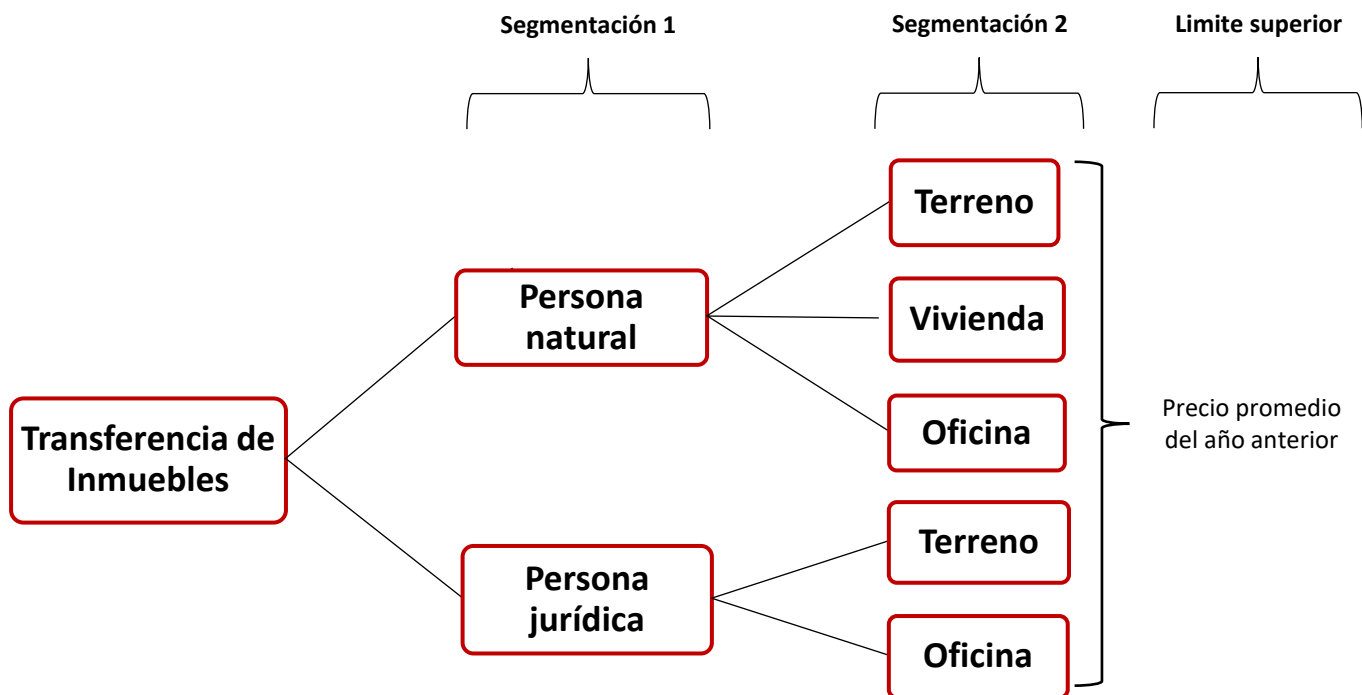 Segmentación 1
Segmentación 2
Limite superior
Terreno
Persona
natural
Vivienda
Oficina
Transferencia de
Inmuebles
Precio promedio
del año anterior
Terreno
Persona
jurídica
Oficina